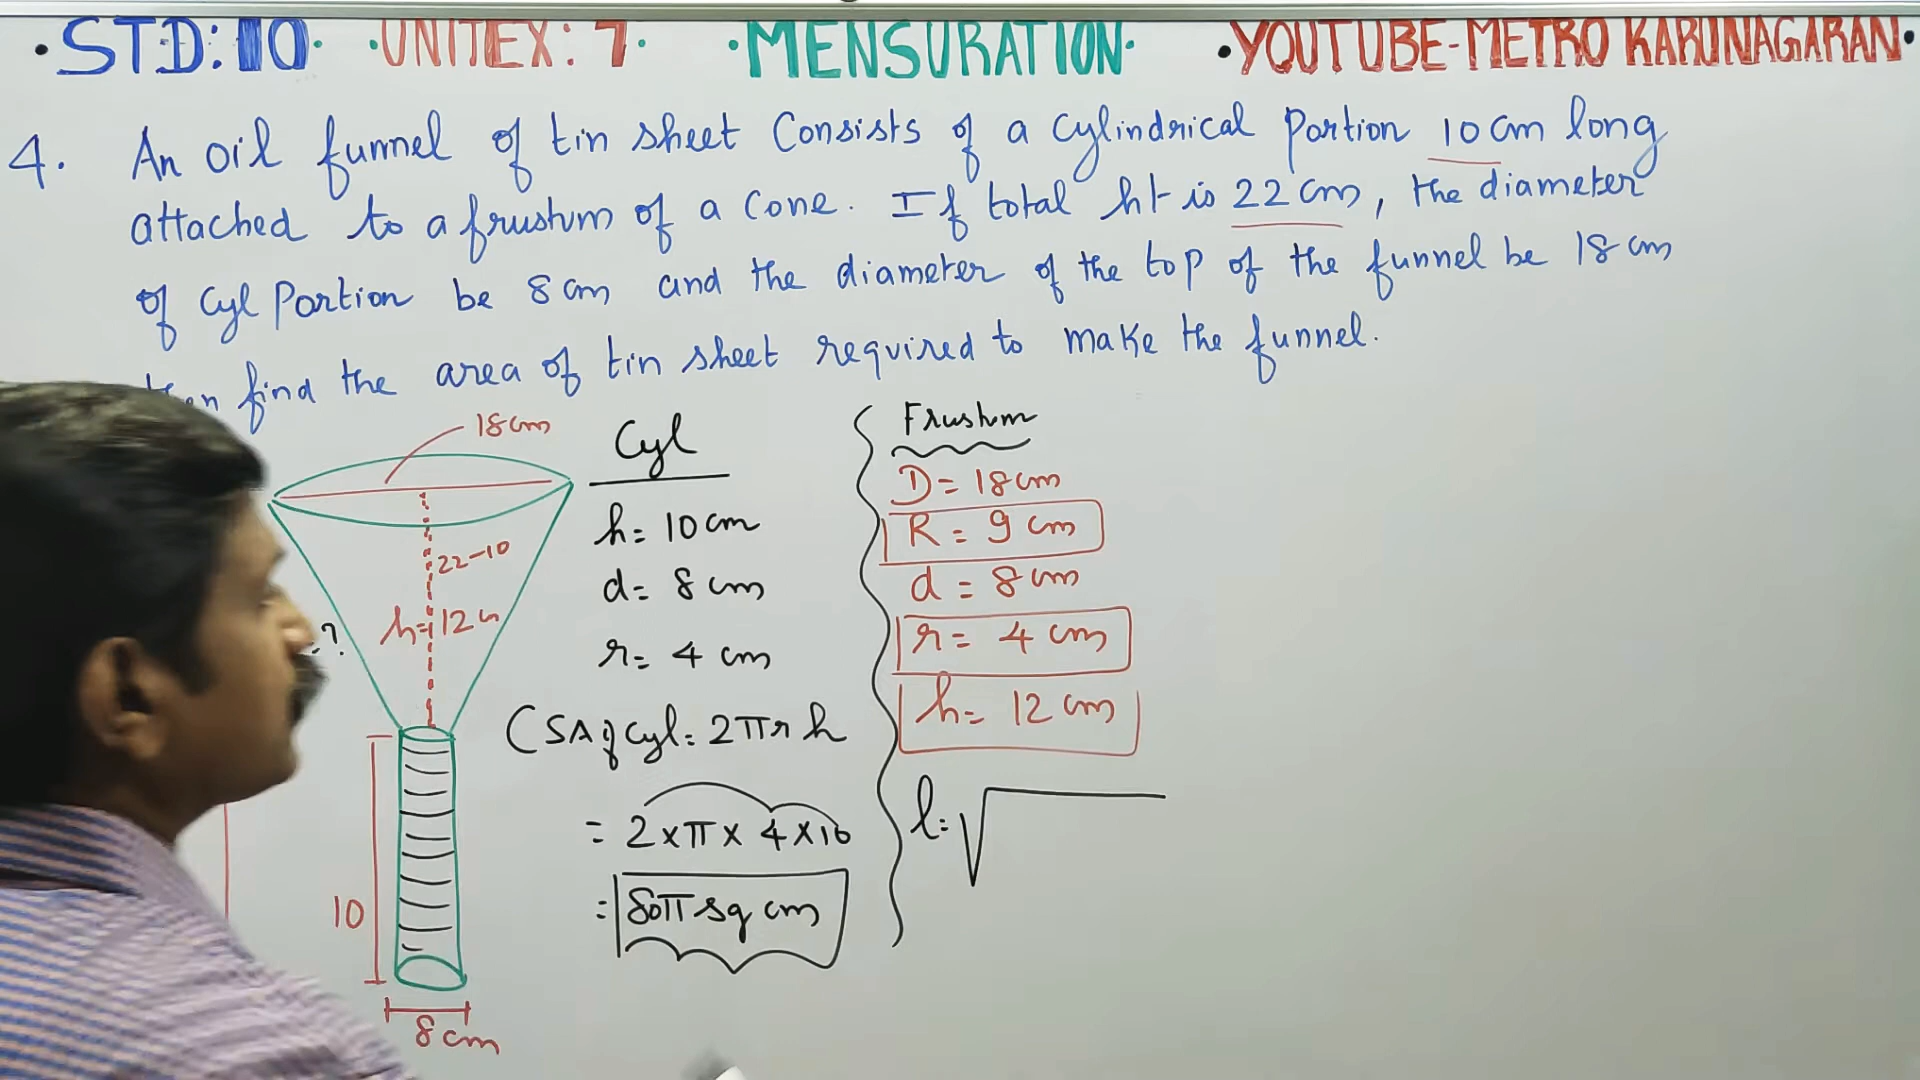 • STD: 10 • • UNIT EX: 7 • • MENSURATION • • YOUTUBE-METRO KARUNAGARAN •
4. An oil funnel of tin sheet Consists of a cylindrical portion 10 cm long
attached to a frustum of a cone. If total ht is 22 cm, the diameter
of cyl portion be 8 cm and the diameter of the top of the funnel be 18 cm
find the area of tin sheet required to make the funnel.
18 cm
22-10
h=12
?
10
8 cm
Cyl
h= 10 cm
d= 8 cm
r= 4 cm
CSA of cyl= 2πrh
= 2×π×4×10
= 80π sq cm
Frustum
D= 18 cm
R= 9 cm
d= 8 cm
r= 4 cm
h= 12 cm
l=√